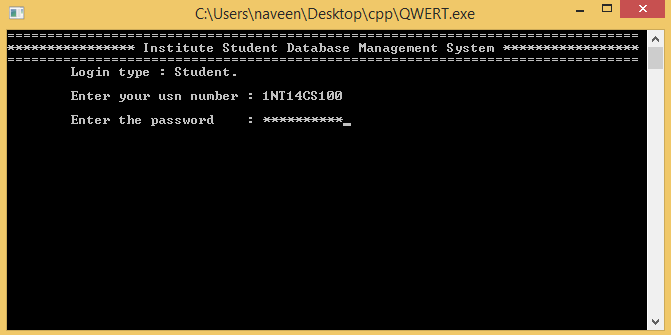 C:\Users\naveen\Desktop\cpp\QWERT.exe
===============================================================================
**************** Institute Student Database Management System *****************
===============================================================================
Login type : Student.
Enter your usn number : 1NT14CS100
Enter the password    : **********_